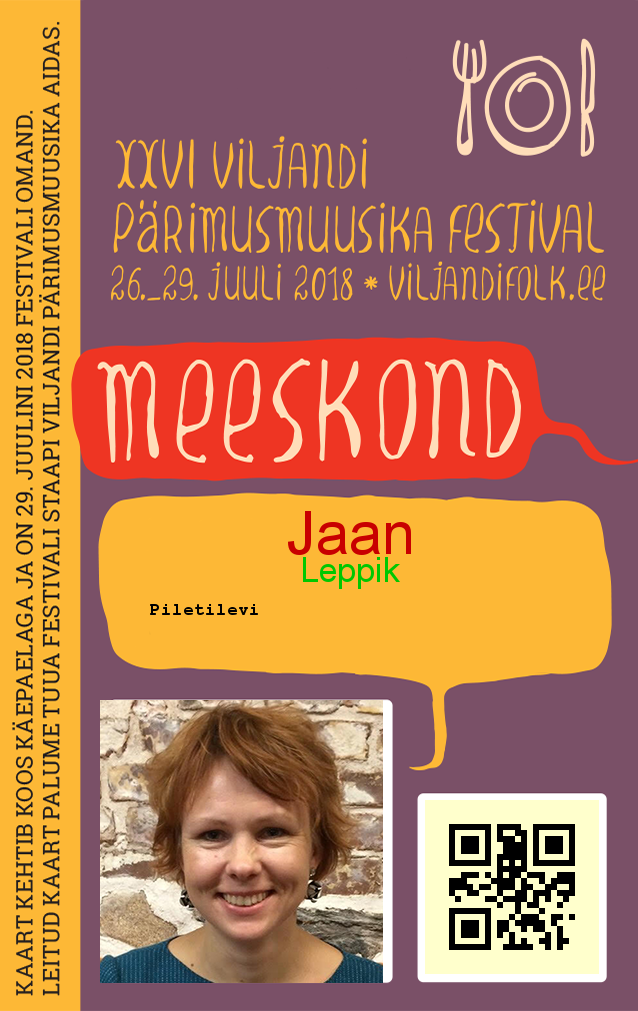 XXVI VILJANDI
PÄRIMUSMUUSIKA FESTIVAL
26.–29. JUULI 2018 * VILJANDIFOLK.EE
MEESKOND
Jaan
Leppik
Piletilevi
KAART KEHTIB KOOS KÄEPAELAGA JA ON 29. JUULINI 2018 FESTIVALI OMAND.
LEITUD KAART PALUME TUUA FESTIVALI STAAPI VILJANDI PÄRIMUSMUUSIKA AIDAS.